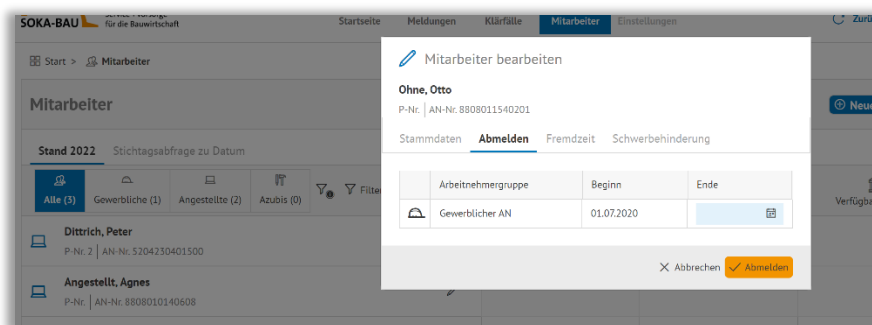 SOKA-BAU
Service + Vorsorge
für die Bauwirtschaft
Startseite
Meldungen
Klärfälle
Mitarbeiter
Einstellungen
Start > Mitarbeiter
Mitarbeiter
Stand 2022
Stichtagsabfrage zu Datum
Alle (3)
Gewerbliche (1)
Angestellte (2)
Azubis (0)
Dittrich, Peter
P-Nr. 2 | AN-Nr. 5204230401500
Angestellt, Agnes
P-Nr. | AN-Nr. 8808010140608
Mitarbeiter bearbeiten
Ohne, Otto
P-Nr. | AN-Nr. 8808011540201
Stammdaten
Abmelden
Fremdzeit
Schwerbehinderung
Arbeitnehmergruppe
Beginn
Ende
Gewerblicher AN
01.07.2020
Abbrechen
Abmelden